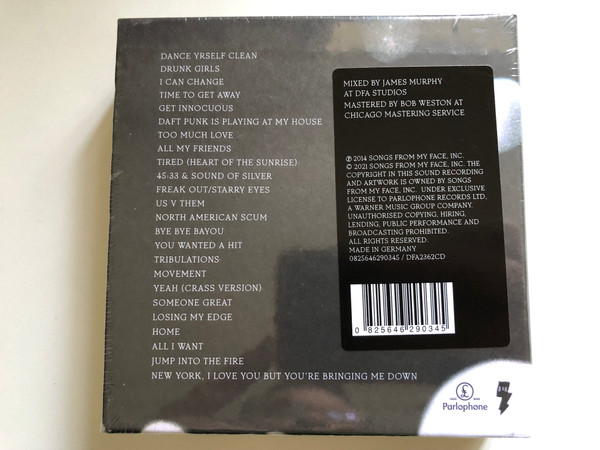 DANCE YRSELF CLEAN
DRUNK GIRLS
I CAN CHANGE
TIME TO GET AWAY
GET INNOCUOUS
DAFT PUNK IS PLAYING AT MY HOUSE
TOO MUCH LOVE
ALL MY FRIENDS
TIRED (HEART OF THE SUNRISE)
45:33 & SOUND OF SILVER
FREAK OUT/STARRY EYES
US V THEM
NORTH AMERICAN SCUM
BYE BYE BAYOU
YOU WANTED A HIT
TRIBULATIONS
MOVEMENT
YEAH (CRASS VERSION)
SOMEONE GREAT
LOSING MY EDGE
HOME
ALL I WANT
JUMP INTO THE FIRE
NEW YORK, I LOVE YOU BUT YOU'RE BRINGING ME DOWN
MIXED BY JAMES MURPHY
AT DFA STUDIOS
MASTERED BY BOB WESTON AT
CHICAGO MASTERING SERVICE
℗ 2014 SONGS FROM MY FACE, INC.
© 2021 SONGS FROM MY FACE, INC. THE
COPYRIGHT IN THIS SOUND RECORDING
AND ARTWORK IS OWNED BY SONGS
FROM MY FACE, INC. UNDER EXCLUSIVE
LICENSE TO PARLOPHONE RECORDS LTD,
A WARNER MUSIC GROUP COMPANY.
UNAUTHORISED COPYING, HIRING,
LENDING, PUBLIC PERFORMANCE AND
BROADCASTING PROHIBITED.
ALL RIGHTS RESERVED.
MADE IN GERMANY
0825646290345 / DFA2362CD
0 825646 290345
Parlophone